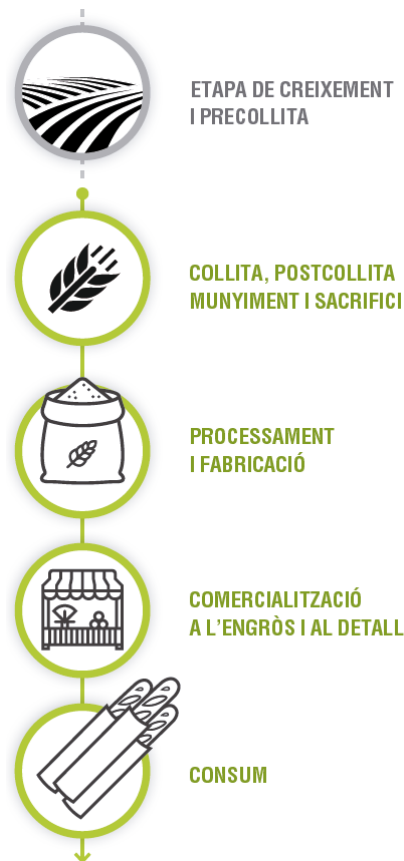 ETAPA DE CREIXEMENT
I PRECOLLITA
COLLITA, POSTCOLLITA
MUNYIMENT I SACRIFICI
PROCESSAMENT
I FABRICACIÓ
COMERCIALITZACIÓ
A L’ENGRÒS I AL DETALL
CONSUM